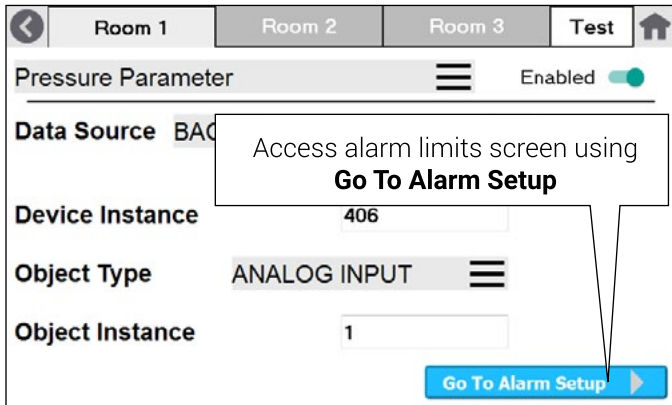 Room 1 Room 2 Room 3 Test
Pressure Parameter Enabled
Data Source
Access alarm limits screen using
Go To Alarm Setup
Device Instance 406
Object Type ANALOG INPUT
Object Instance 1
Go To Alarm Setup